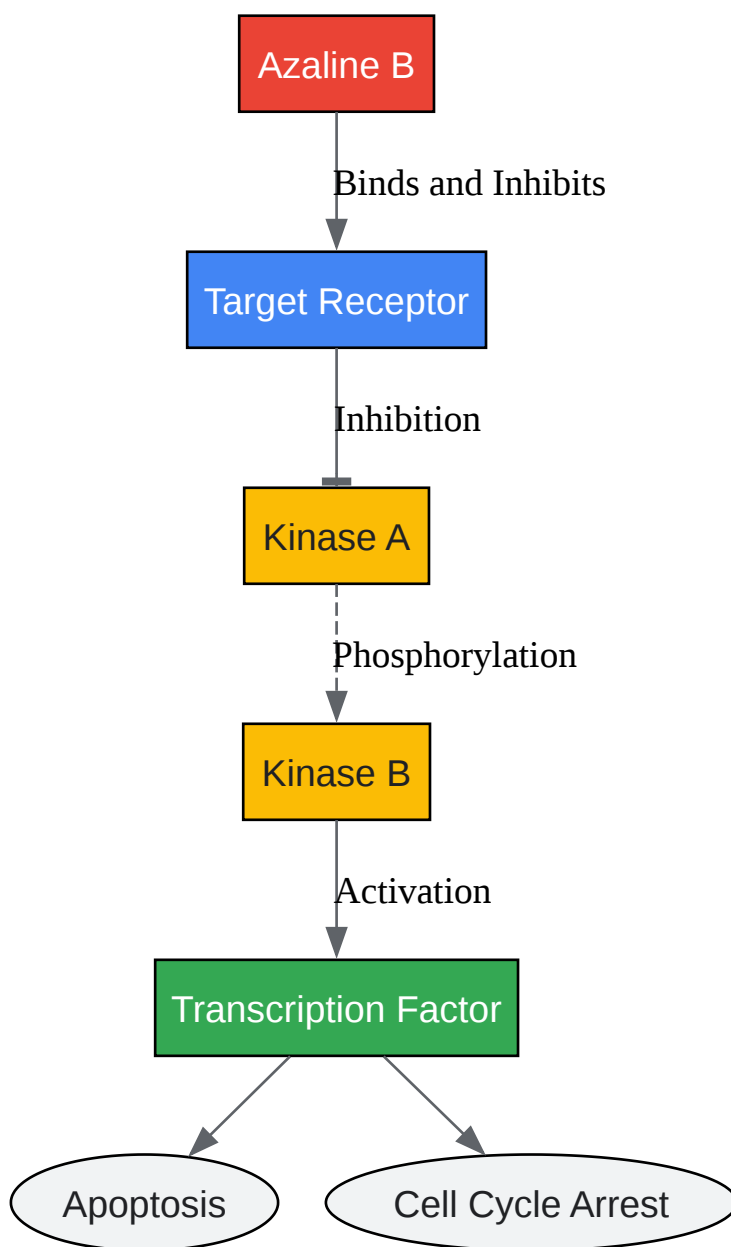 Azaline B
Binds and Inhibits
Target Receptor
Inhibition
Kinase A
Phosphorylation
Kinase B
Activation
Transcription Factor
Apoptosis
Cell Cycle Arrest